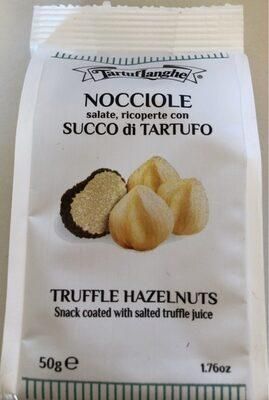 Tartuflanghe®
NOCCIOLE
salate, ricoperte con
SUCCO di TARTUFO
TRUFFLE HAZELNUTS
Snack coated with salted truffle juice
50g ℮ 1.76oz